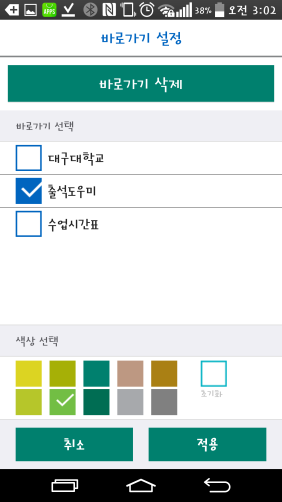 APPS
38% 오전 3:02
바로가기 설정
바로가기 삭제
바로가기 선택
대구대학교
출석도우미
수업시간표
색상 선택
초기화
취소 적용